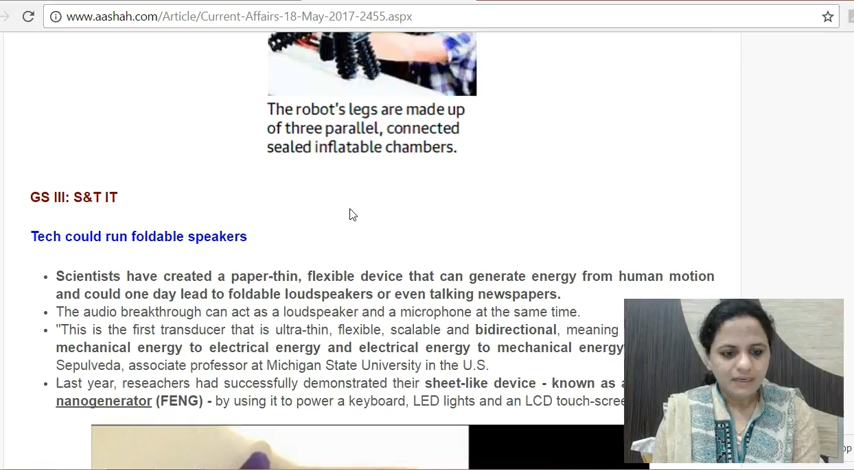 www.aashah.com/Article/Current-Affairs-18-May-2017-2455.aspx
The robot's legs are made up
of three parallel, connected
sealed inflatable chambers.
GS III: S&T IT
Tech could run foldable speakers
• Scientists have created a paper-thin, flexible device that can generate energy from human motion
and could one day lead to foldable loudspeakers or even talking newspapers.
• The audio breakthrough can act as a loudspeaker and a microphone at the same time.
• "This is the first transducer that is ultra-thin, flexible, scalable and bidirectional, meaning
mechanical energy to electrical energy and electrical energy to mechanical energy
Sepulveda, associate professor at Michigan State University in the U.S.
• Last year, reseachers had successfully demonstrated their sheet-like device - known as a
nanogenerator (FENG) - by using it to power a keyboard, LED lights and an LCD touch-scree
op